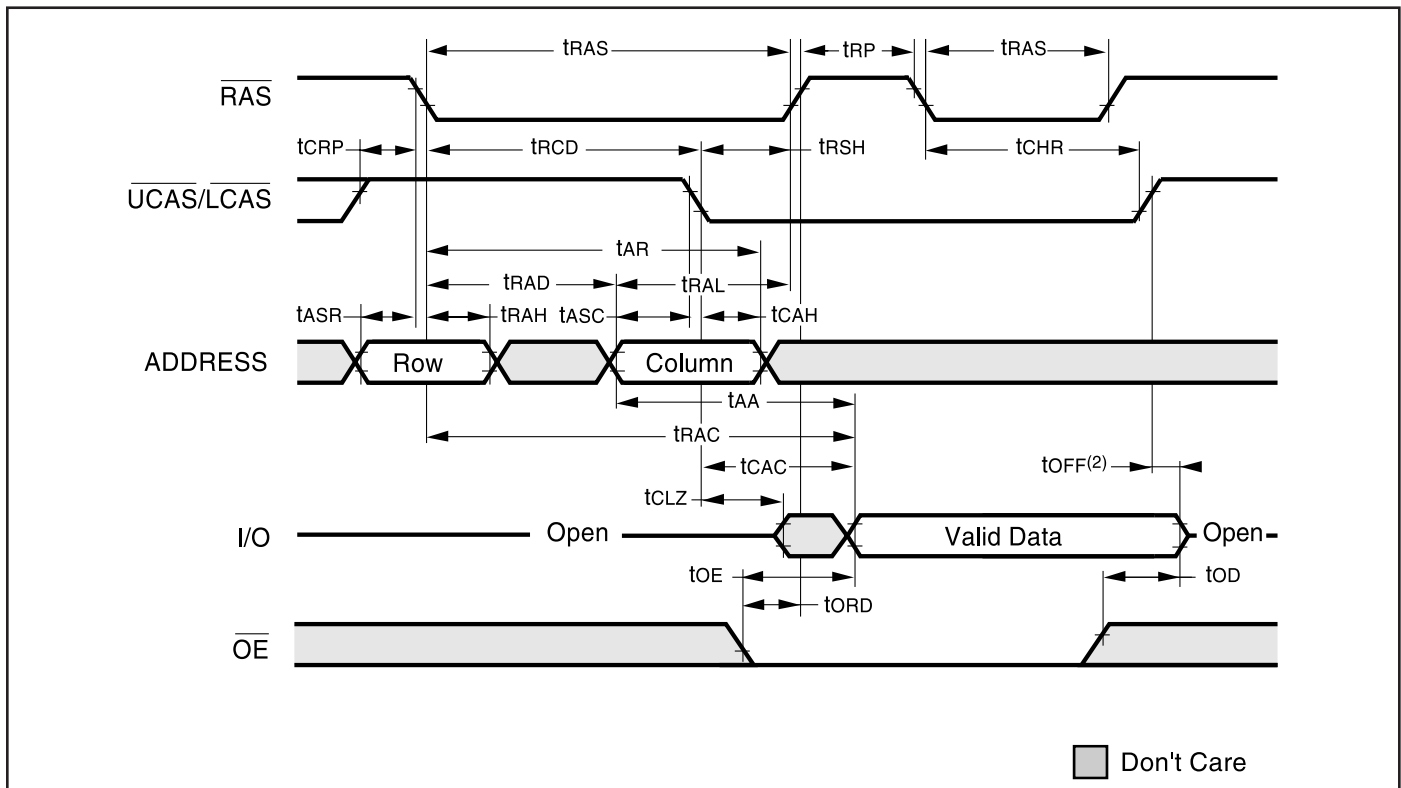 tRAS tRP tRAS
RAS
tCRP tRCD tRSH tCHR
UCAS/LCAS
tAR
tRAD tRAL
tASR tRAH tASC tCAH
ADDRESS Row Column
tAA
tRAC
tCAC tOFF(2)
tCLZ
I/O Open Valid Data Open
tOE tOD
tORD
OE
Don't Care